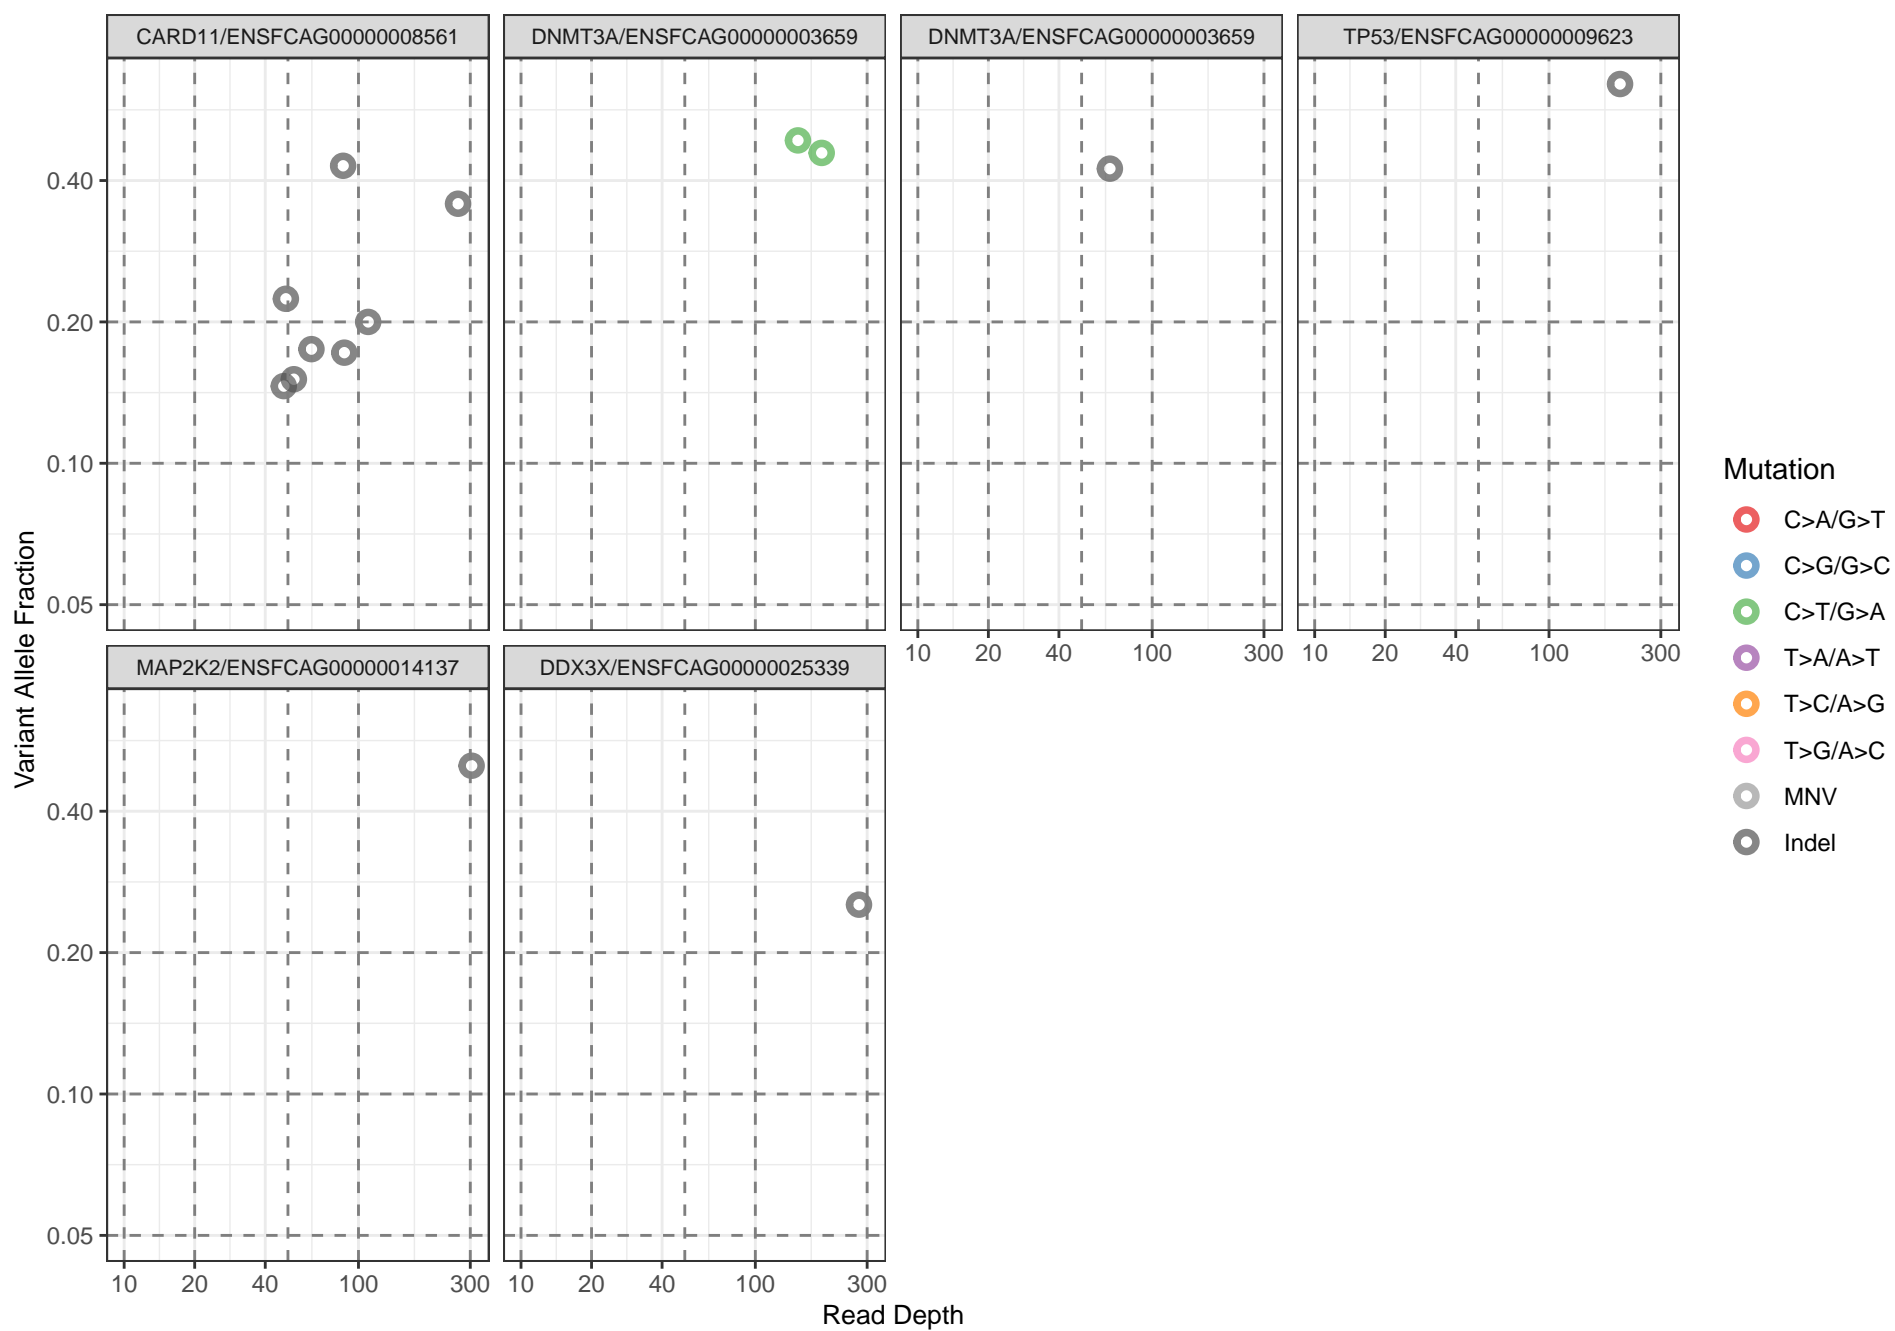 CARD11/ENSFCAG00000008561
DNMT3A/ENSFCAG00000003659
DNMT3A/ENSFCAG00000003659
TP53/ENSFCAG00000009623
0.40
0.20
0.10
0.05
10 20 40 100 300
10 20 40 100 300
MAP2K2/ENSFCAG00000014137
DDX3X/ENSFCAG00000025339
0.40
0.20
0.10
0.05
10 20 40 100 300
10 20 40 100 300
Variant Allele Fraction
Read Depth
Mutation
C>A/G>T
C>G/G>C
C>T/G>A
T>A/A>T
T>C/A>G
T>G/A>C
MNV
Indel